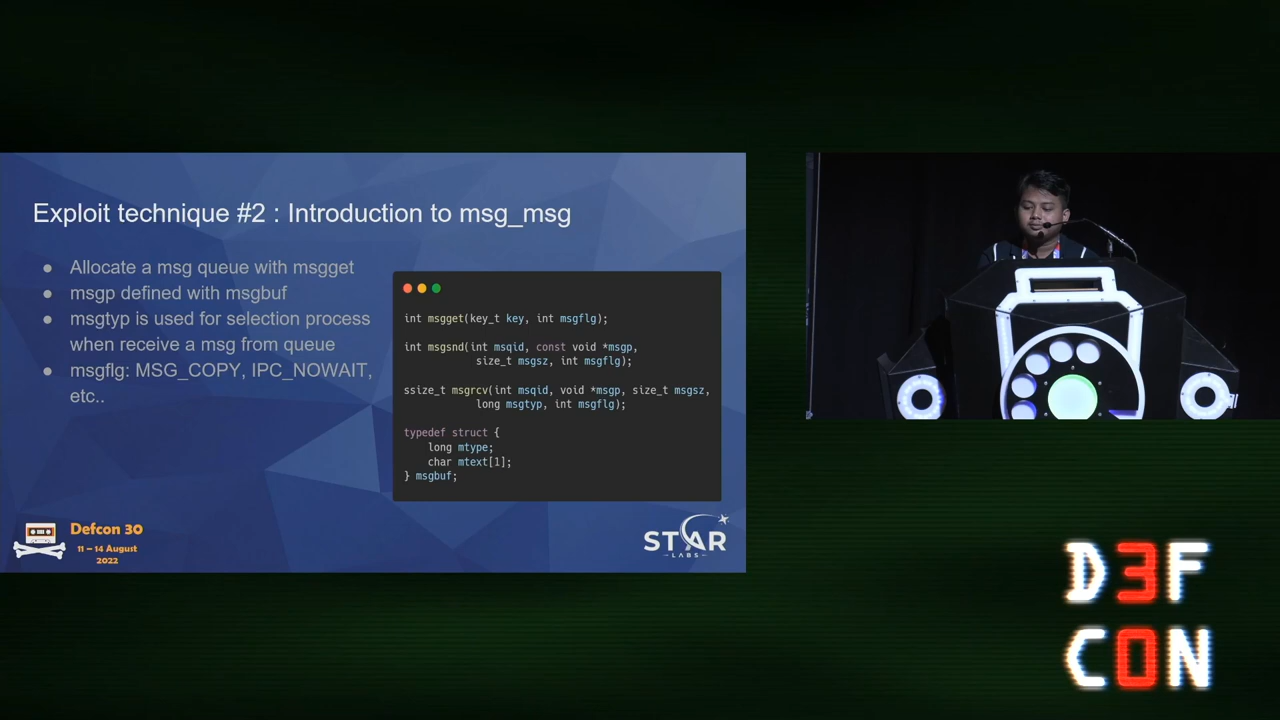 Exploit technique #2 : Introduction to msg_msg
● Allocate a msg queue with msgget
● msgp defined with msgbuf
● msgtyp is used for selection process
when receive a msg from queue
● msgflg: MSG_COPY, IPC_NOWAIT,
etc..
int msgget(key_t key, int msgflg);
int msgsnd(int msqid, const void *msgp,
size_t msgsz, int msgflg);
ssize_t msgrcv(int msqid, void *msgp, size_t msgsz,
long msgtyp, int msgflg);
typedef struct {
long mtype;
char mtext[1];
} msgbuf;
Defcon 30
11 – 14 August
2022
STAR
LABS
D3F
C0N